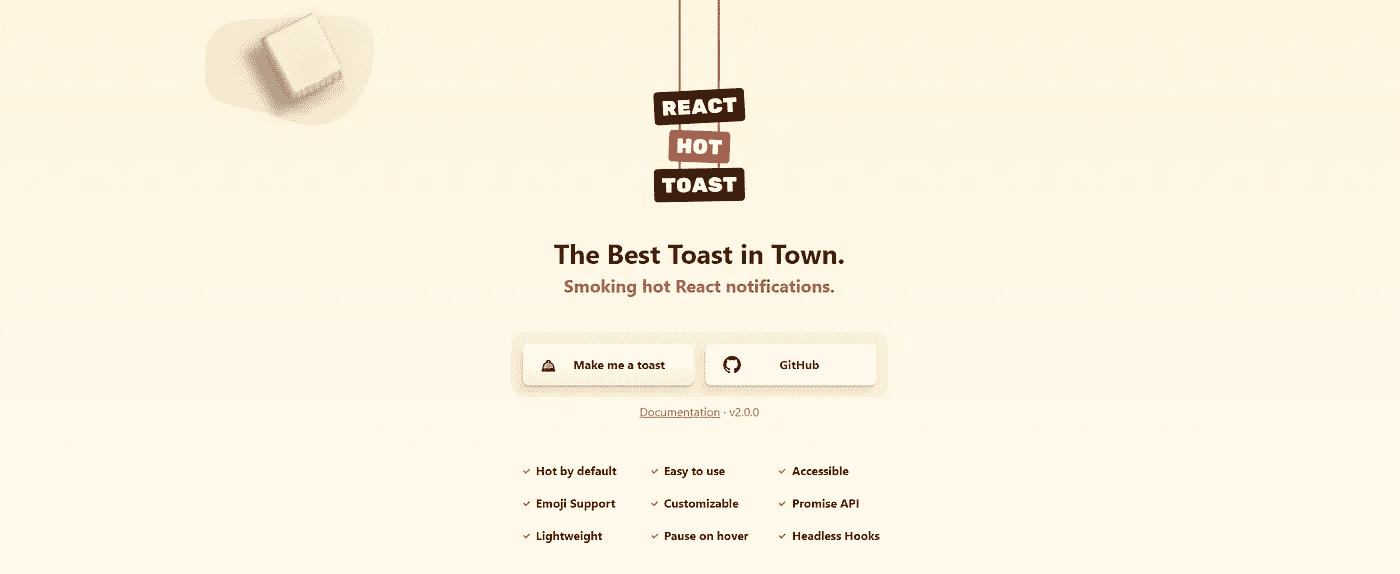 REACT
HOT
TOAST
The Best Toast in Town.
Smoking hot React notifications.
Make me a toast GitHub
Documentation · v2.0.0
Hot by default Easy to use Accessible
Emoji Support Customizable Promise API
Lightweight Pause on hover Headless Hooks